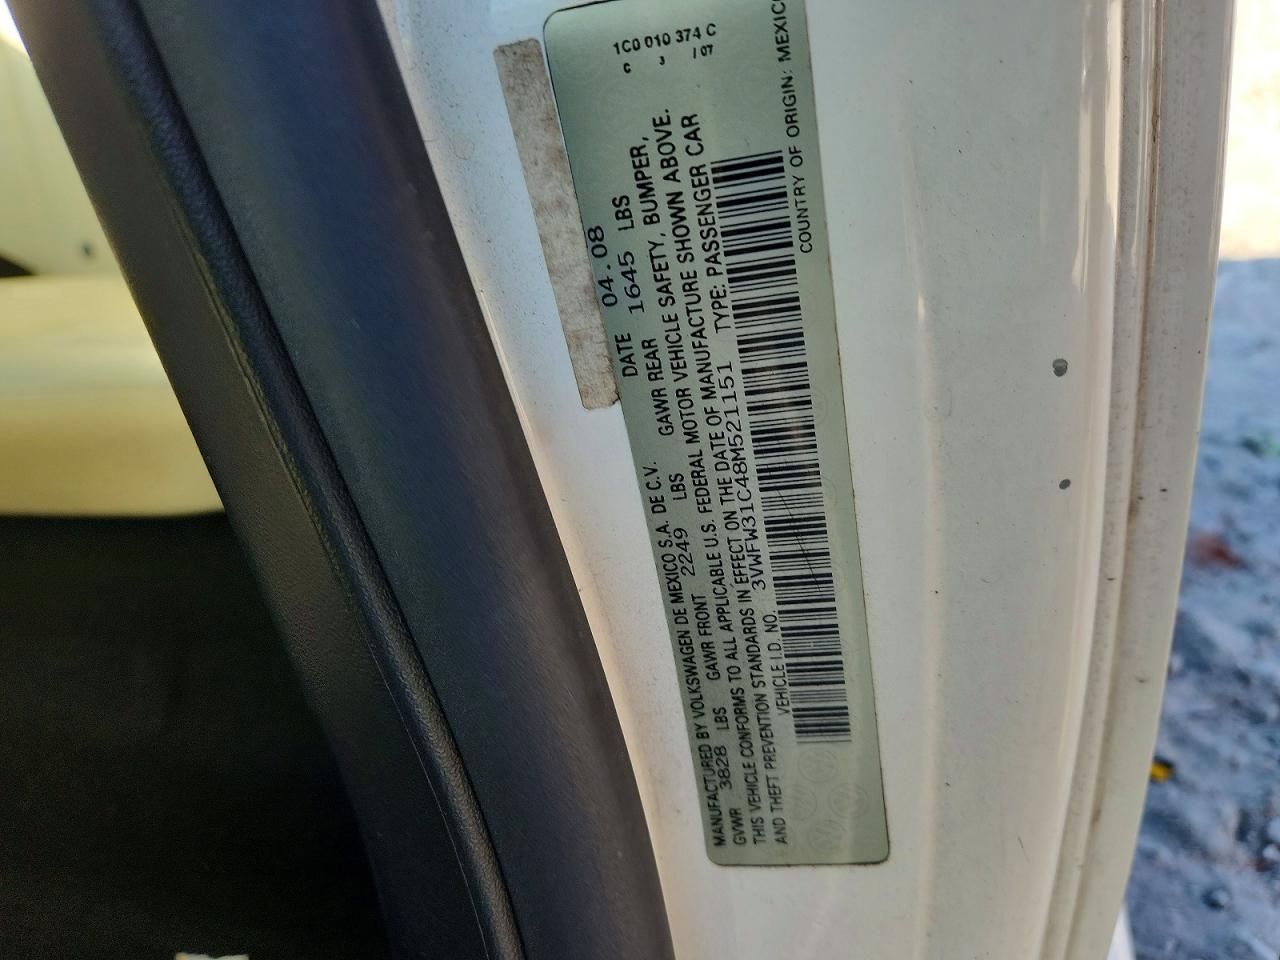 1C0 010 374 C
/07
MANUFACTURED BY VOLKSWAGEN DE MEXICO S.A. DE C.V. DATE 04.08
GVWR 3828 LBS GAWR FRONT 2249 LBS GAWR REAR 1645 LBS
THIS VEHICLE CONFORMS TO ALL APPLICABLE U.S. FEDERAL MOTOR VEHICLE SAFETY, BUMPER,
AND THEFT PREVENTION STANDARDS IN EFFECT ON THE DATE OF MANUFACTURE SHOWN ABOVE.
VEHICLE I.D. NO. 3VWFW31C48M521151 TYPE: PASSENGER CAR
COUNTRY OF ORIGIN: MEXICO